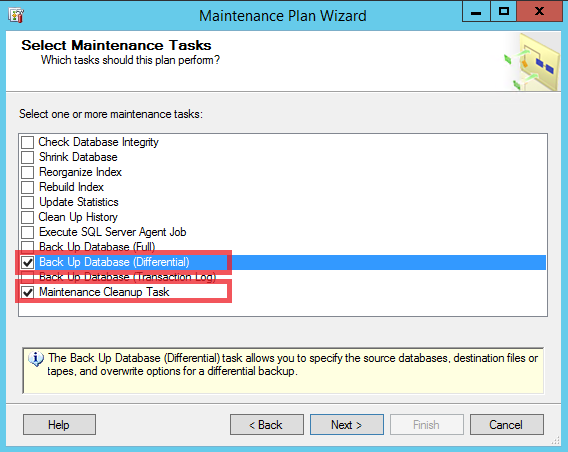 Maintenance Plan Wizard
Select Maintenance Tasks
Which tasks should this plan perform?
Select one or more maintenance tasks:
Check Database Integrity
Shrink Database
Reorganize Index
Rebuild Index
Update Statistics
Clean Up History
Execute SQL Server Agent Job
Back Up Database (Full)
Back Up Database (Differential)
Back Up Database (Transaction Log)
Maintenance Cleanup Task
The Back Up Database (Differential) task allows you to specify the source databases, destination files or
tapes, and overwrite options for a differential backup.
Help
< Back
Next >
Finish
Cancel